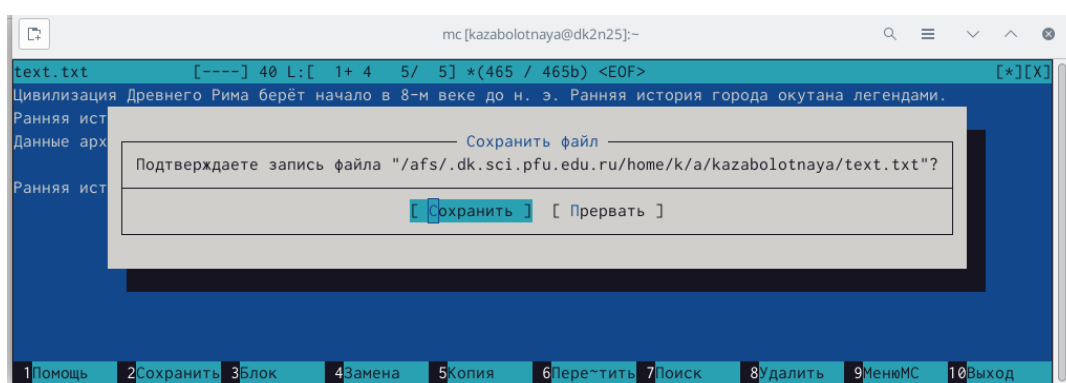 mc [kazabolotnaya@dk2n25]:~
text.txt [----] 40 L:[ 1+ 4 5/ 5] *(465 / 465b) <EOF> [*][X]
Цивилизация Древнего Рима берёт начало в 8-м веке до н. э. Ранняя история города окутана легендами.
Ранняя ист
Сохранить файл
Данные арх
Подтверждаете запись файла "/afs/.dk.sci.pfu.edu.ru/home/k/a/kazabolotnaya/text.txt"?
Ранняя ист
[ Сохранить ] [ Прервать ]
1Помощь 2Сохранить 3Блок 4Замена 5Копия 6Пере~тить 7Поиск 8Удалить 9МенюMC 10Выход